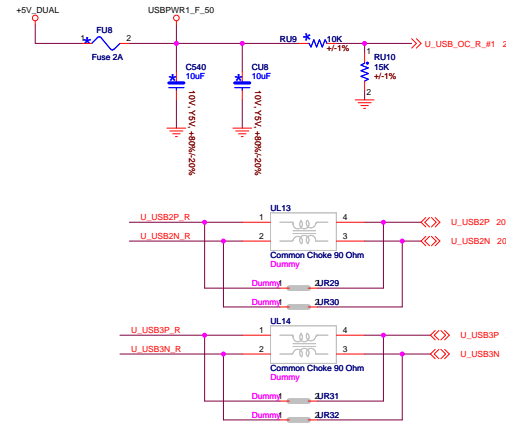 +5V_DUAL
USBPWR1_F_50
FU8
1 2
Fuse 2A
RU9 10K
+/-1%
U_USB_OC_R_#1 2
1
RU10
15K
+/-1%
2
C540
10uF
10V, Y5V, +80%/-20%
CU8
10uF
10V, Y5V, +80%/-20%
UL13
U_USB2P_R 1 4 U_USB2P 20
U_USB2N_R 2 3 U_USB2N 20
Common Choke 90 Ohm
Dummy
Dummy1 2UR29
Dummy1 2UR30
UL14
U_USB3P_R 1 4 U_USB3P
U_USB3N_R 2 3 U_USB3N
Common Choke 90 Ohm
Dummy
Dummy1 2UR31
Dummy1 2UR32